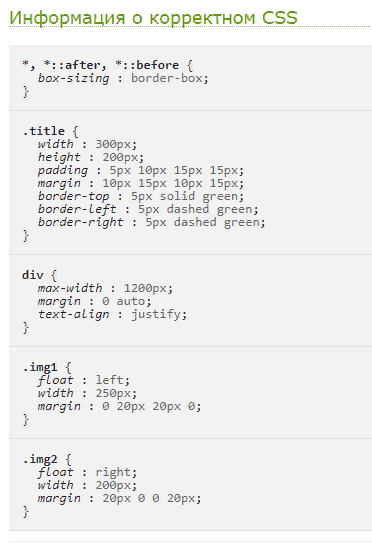 Информация о корректном CSS
*, *::after, *::before {
box-sizing : border-box;
}
.title {
width : 300px;
height : 200px;
padding : 5px 10px 15px 15px;
margin : 10px 15px 10px 15px;
border-top : 5px solid green;
border-left : 5px dashed green;
border-right : 5px dashed green;
}
div {
max-width : 1200px;
margin : 0 auto;
text-align : justify;
}
.img1 {
float : left;
width : 250px;
margin : 0 20px 20px 0;
}
.img2 {
float : right;
width : 200px;
margin : 20px 0 0 20px;
}